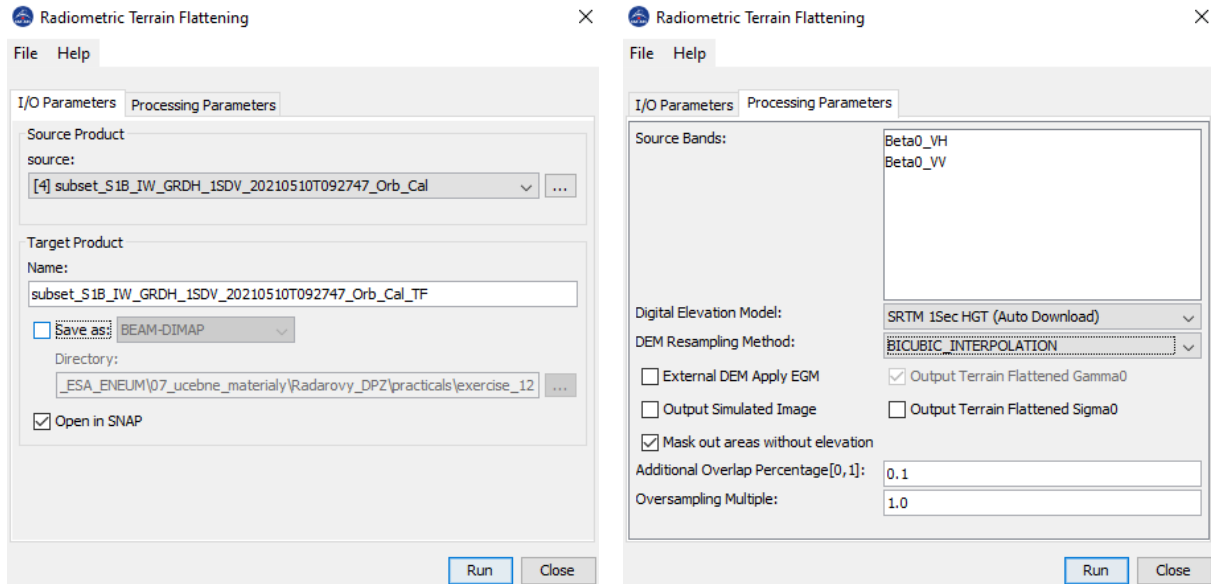 Radiometric Terrain Flattening
File Help
I/O Parameters Processing Parameters
Source Product
source:
[4] subset_S1B_IW_GRDH_1SDV_20210510T092747_Orb_Cal
...
Target Product
Name:
subset_S1B_IW_GRDH_1SDV_20210510T092747_Orb_Cal_TF
Save as: BEAM-DIMAP
Directory:
_ESA_ENEUM\07_ucebne_materialy\Radarovy_DPZ\practicals\exercise_12
...
Open in SNAP
Run Close
Radiometric Terrain Flattening
File Help
I/O Parameters Processing Parameters
Source Bands:
Beta0_VH
Beta0_VV
Digital Elevation Model: SRTM 1Sec HGT (Auto Download)
DEM Resampling Method: BICUBIC_INTERPOLATION
External DEM Apply EGM Output Terrain Flattened Gamma0
Output Simulated Image Output Terrain Flattened Sigma0
Mask out areas without elevation
Additional Overlap Percentage[0,1]: 0.1
Oversampling Multiple: 1.0
Run Close